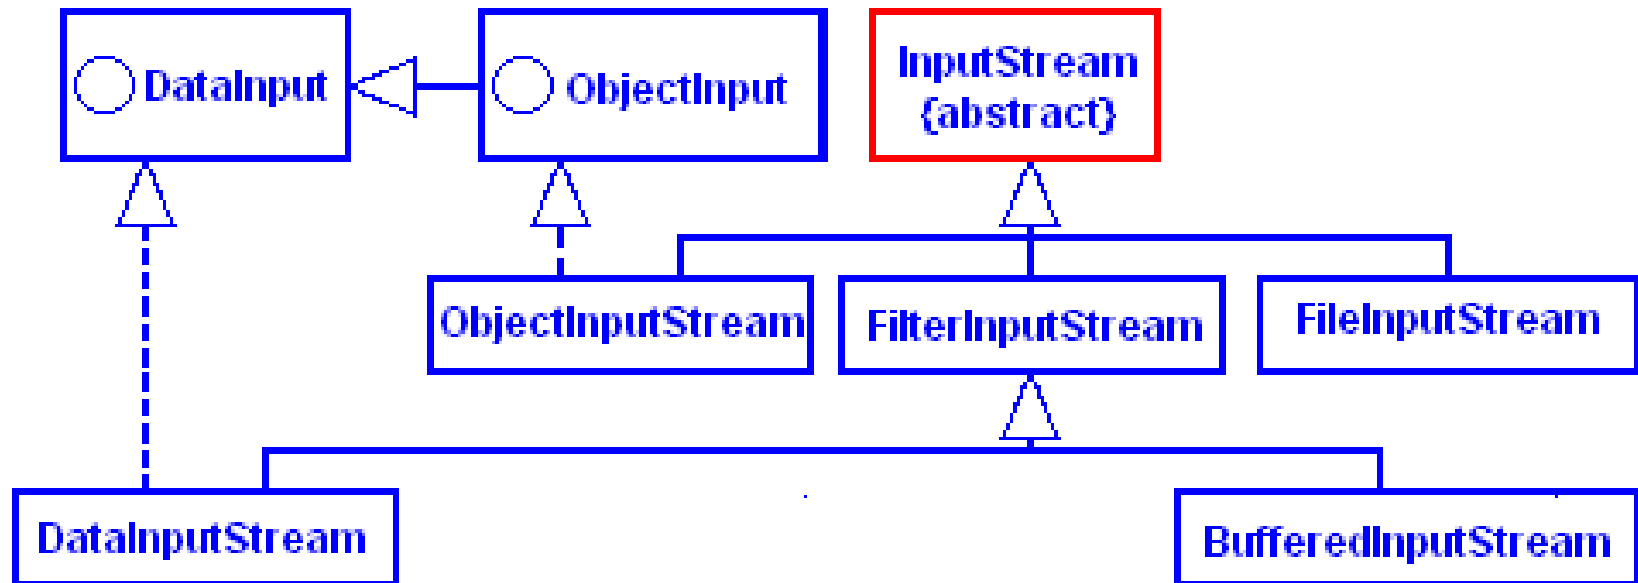 DataInput
ObjectInput
InputStream
{abstract}
ObjectInputStream
FilterInputStream
FileInputStream
DataInputStream
BufferedInputStream